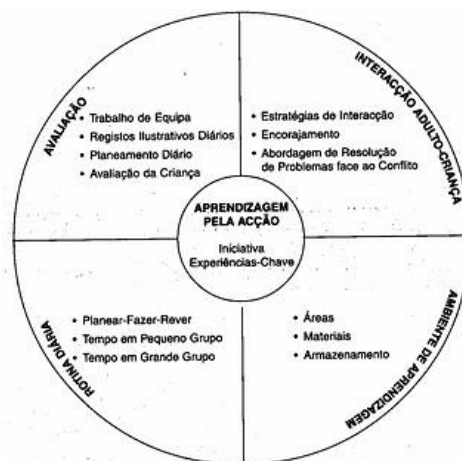 AVALIAÇÃO
• Trabalho de Equipa
• Registos Ilustrativos Diários
• Planeamento Diário
• Avaliação da Criança
INTERACÇÃO ADULTO-CRIANÇA
• Estratégias de Interacção
• Encorajamento
• Abordagem de Resolução
de Problemas face ao Conflito
APRENDIZAGEM
PELA ACÇÃO
Iniciativa
Experiências-Chave
ROTINA DIÁRIA
• Planear-Fazer-Rever
• Tempo em Pequeno Grupo
• Tempo em Grande Grupo
AMBIENTE DE APRENDIZAGEM
• Áreas
• Materiais
• Armazenamento